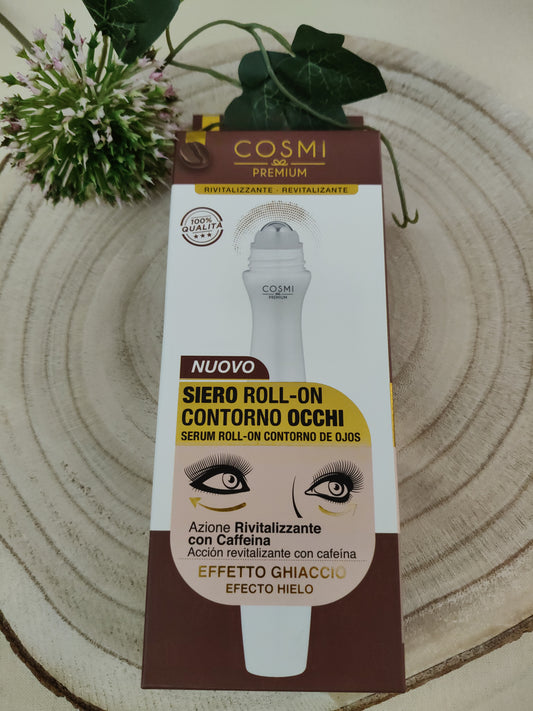 COSMI
PREMIUM
RIVITALIZZANTE - REVITALIZANTE
100%
QUALITÀ
COSMI
PREMIUM
NUOVO
SIERO ROLL-ON
CONTORNO OCCHI
SERUM ROLL-ON CONTORNO DE OJOS
Azione Rivitalizzante
con Caffeina
Acción revitalizante con cafeína
EFFETTO GHIACCIO
EFECTO HIELO